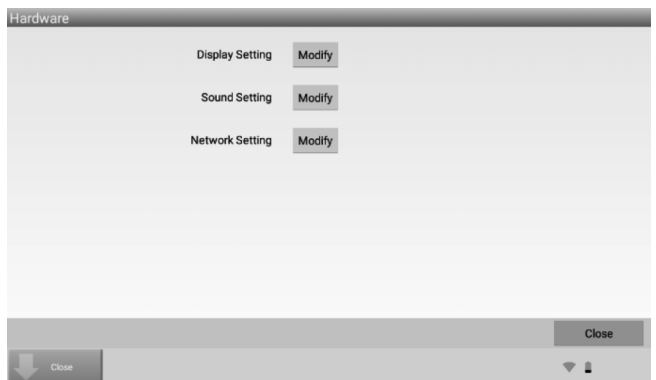 Hardware
Display Setting Modify
Sound Setting Modify
Network Setting Modify
Close
Close